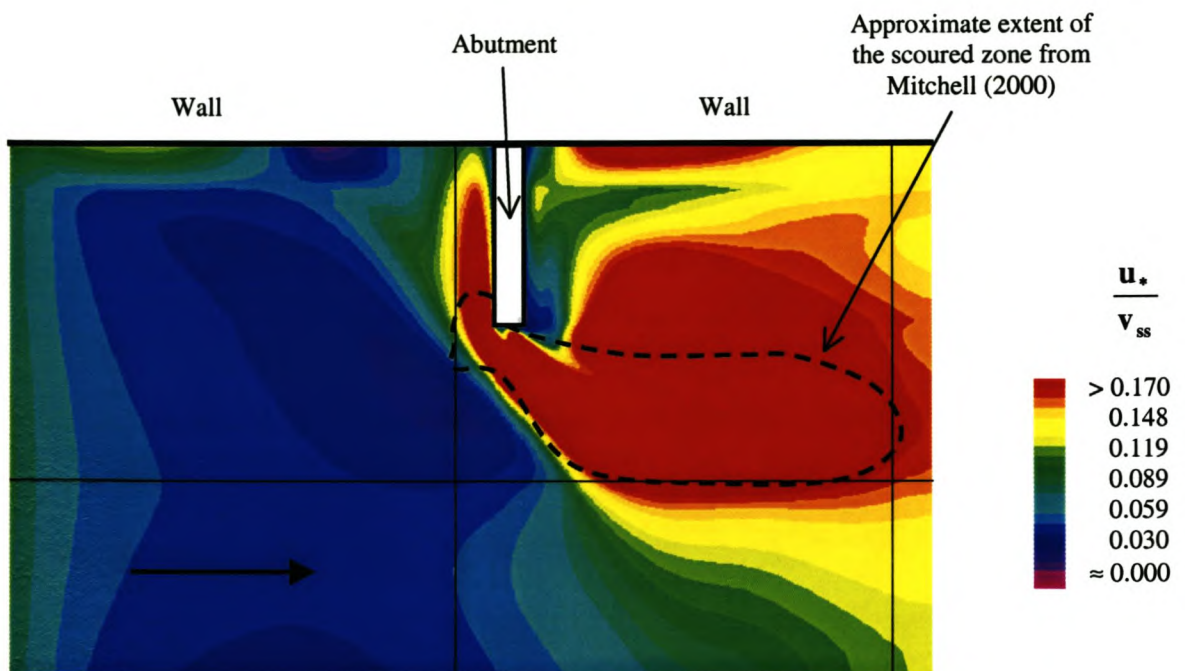 Approximate extent of
the scoured zone from
Mitchell (2000)
Abutment
Wall
Wall
u*
v ss
> 0.170
0.148
0.119
0.089
0.059
0.030
≈ 0.000